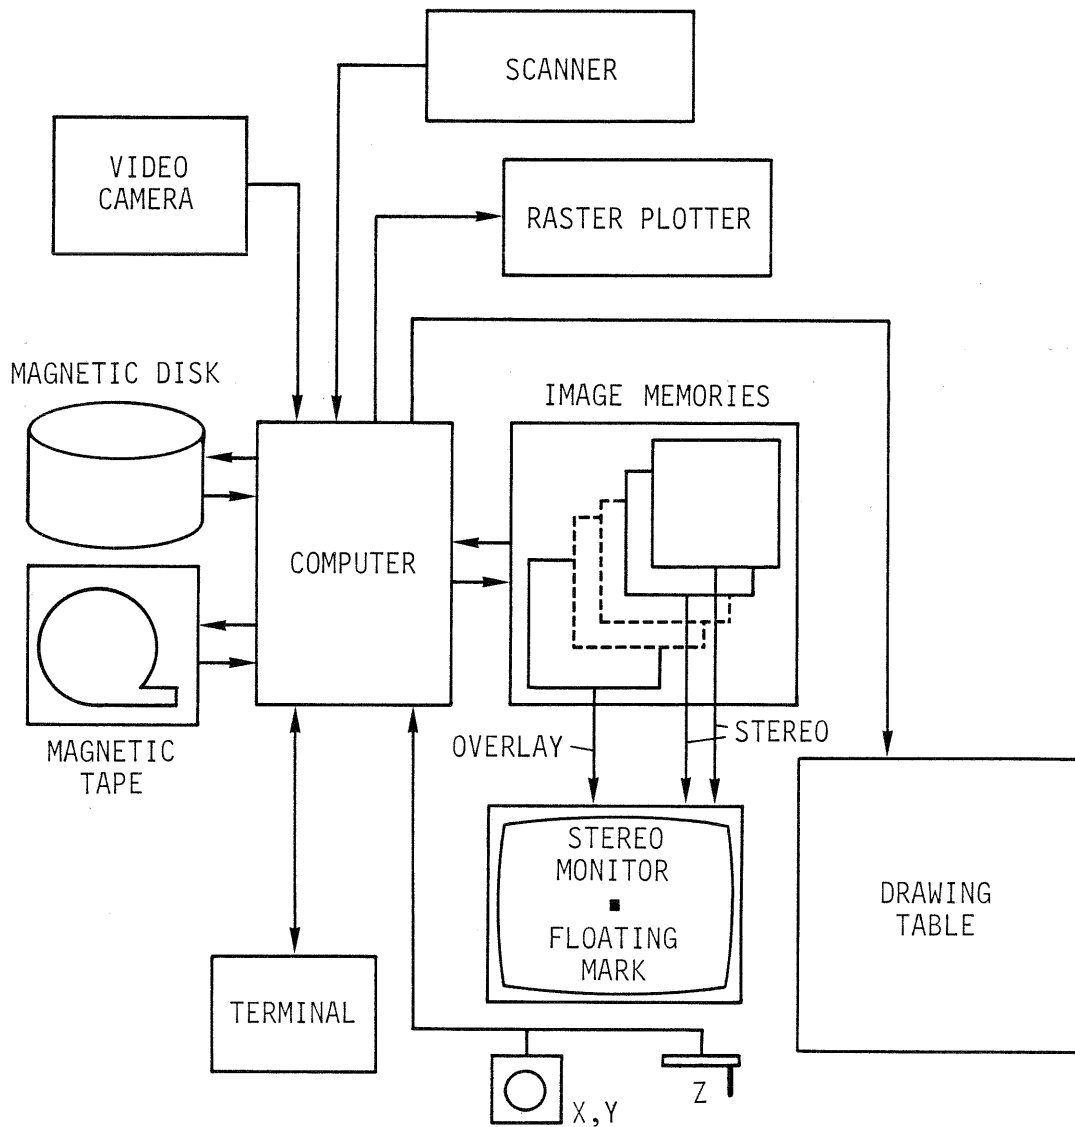 SCANNER
VIDEO
CAMERA
RASTER PLOTTER
MAGNETIC DISK
IMAGE MEMORIES
COMPUTER
MAGNETIC
TAPE
OVERLAY
STEREO
STEREO
MONITOR
FLOATING
MARK
DRAWING
TABLE
TERMINAL
X,Y
Z